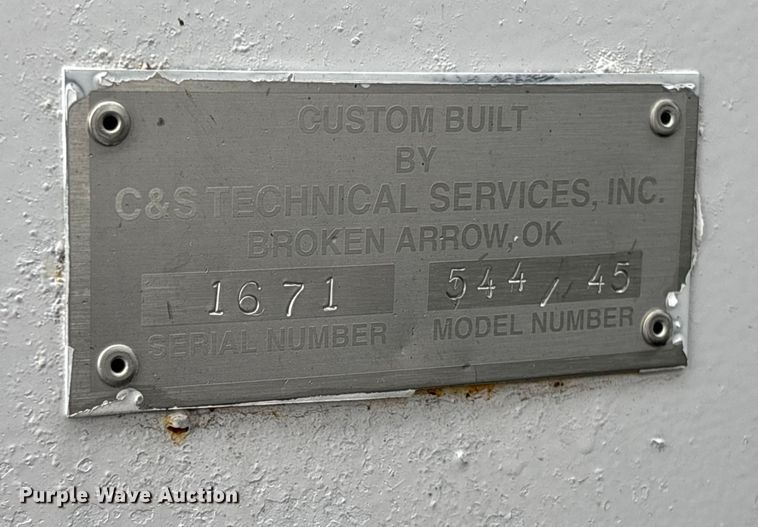 CUSTOM BUILT
BY
C&S TECHNICAL SERVICES, INC.
BROKEN ARROW, OK
1671 544/45
SERIAL NUMBER MODEL NUMBER
Purple Wave Auction